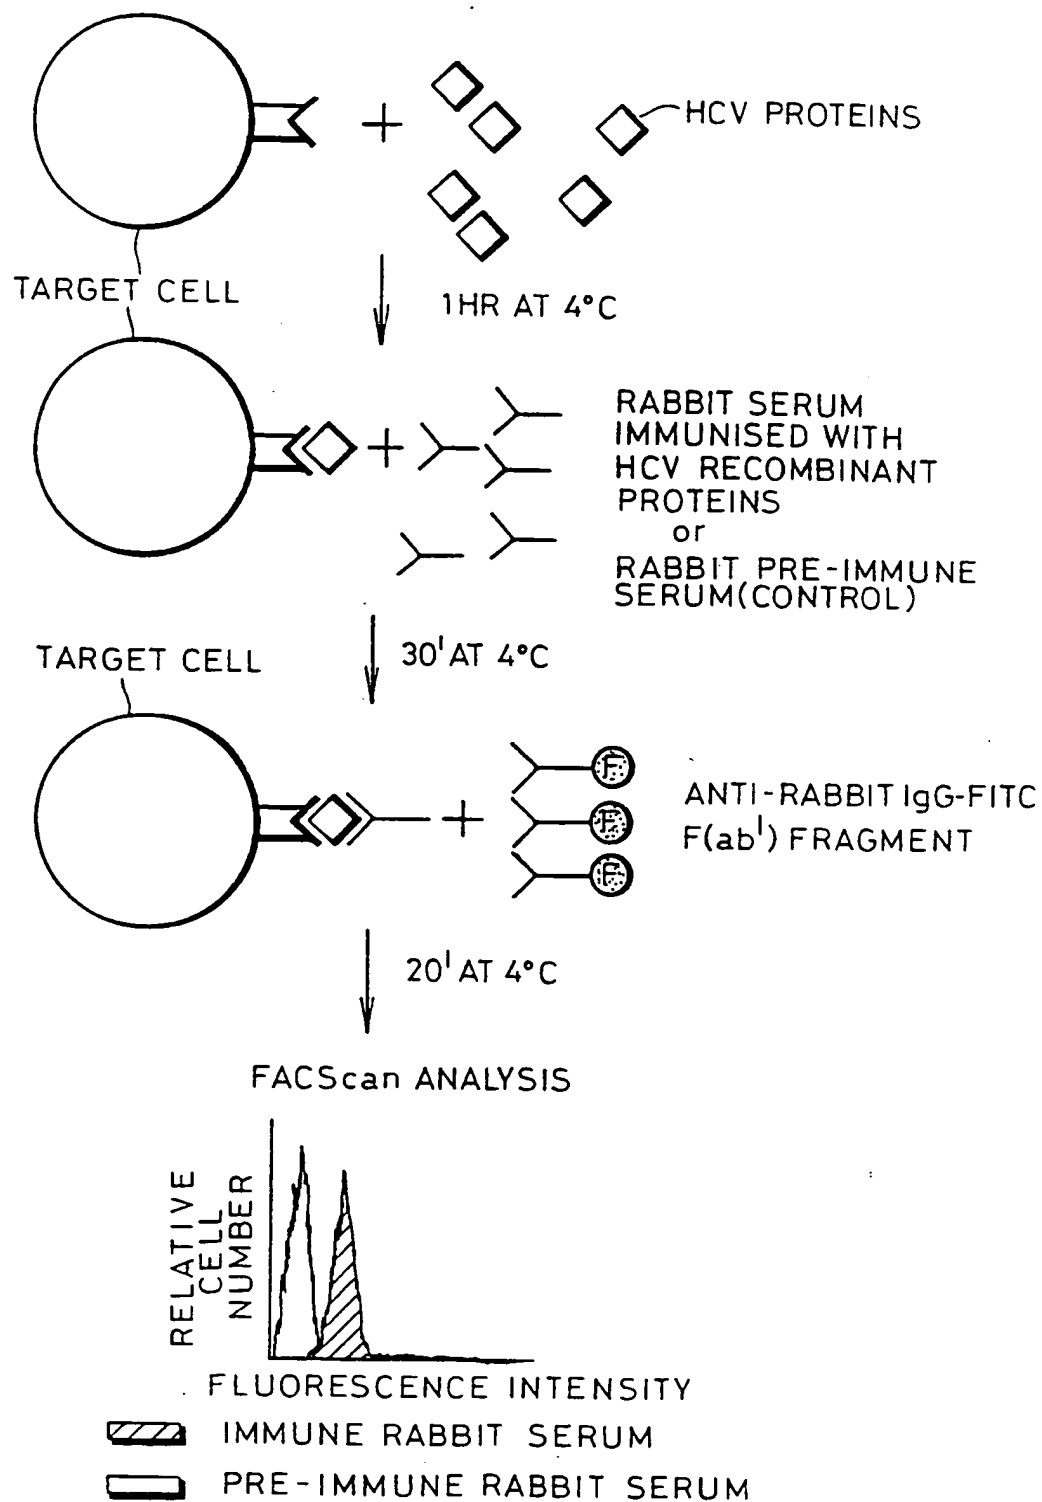 HCV PROTEINS
TARGET CELL
1HR AT 4°C
RABBIT SERUM
IMMUNISED WITH
HCV RECOMBINANT
PROTEINS
or
RABBIT PRE-IMMUNE
SERUM(CONTROL)
30' AT 4°C
TARGET CELL
F
F
F
ANTI-RABBIT IgG-FITC
F(ab') FRAGMENT
20' AT 4°C
FACScan ANALYSIS
RELATIVE
CELL
NUMBER
FLUORESCENCE INTENSITY
IMMUNE RABBIT SERUM
PRE-IMMUNE RABBIT SERUM